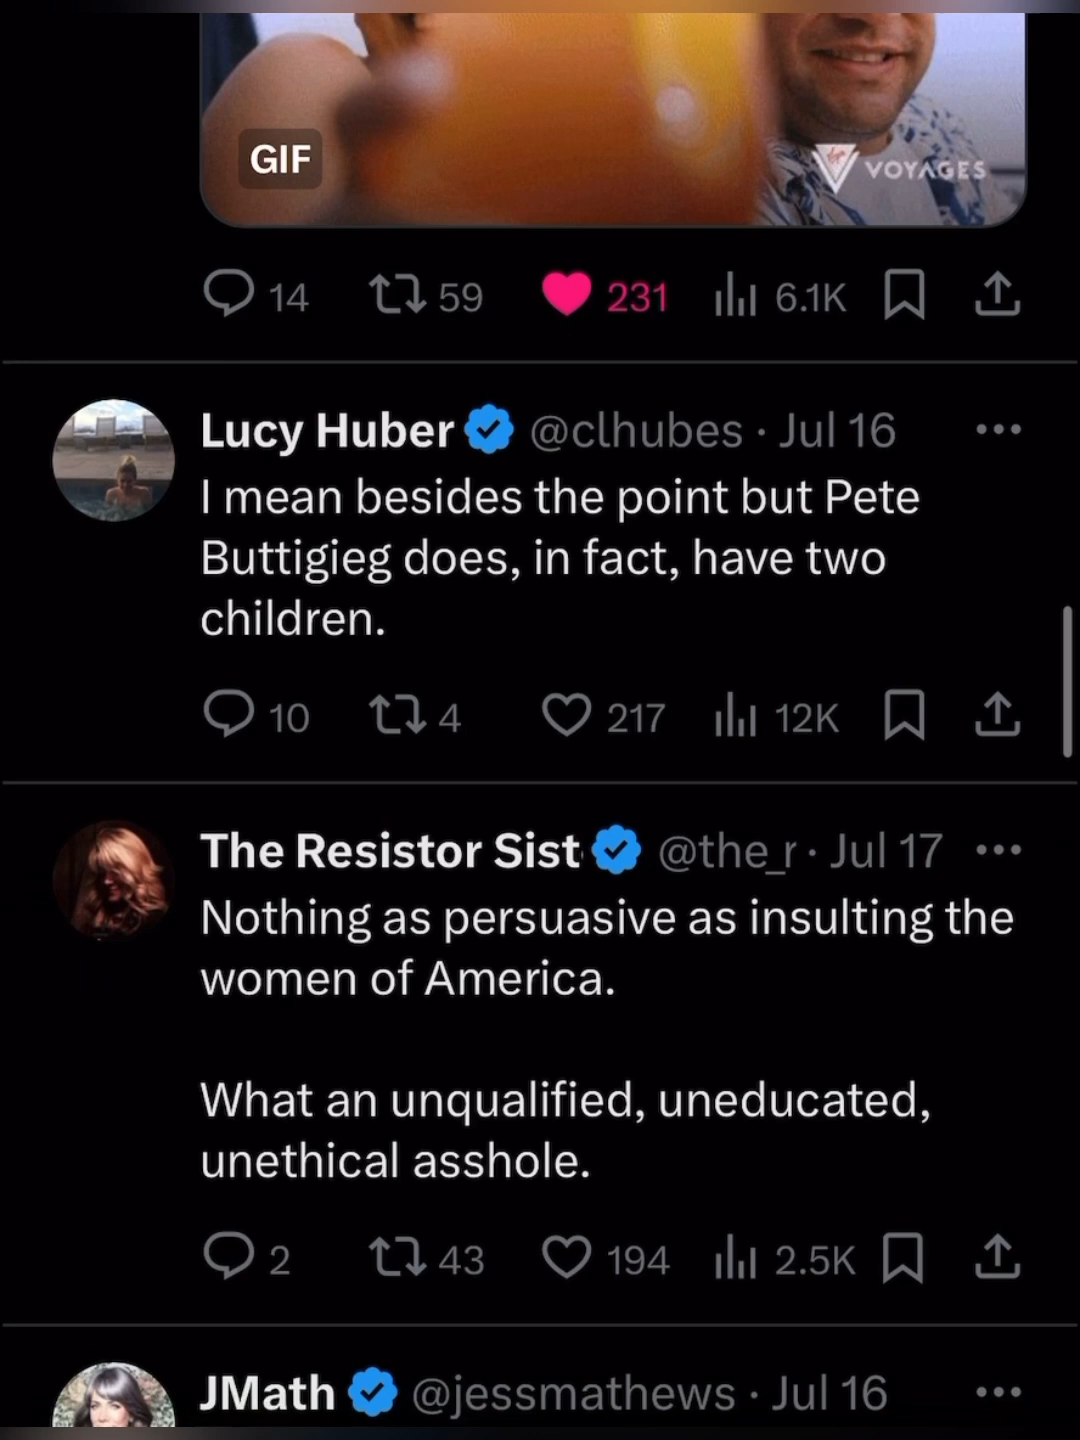 GIF
VOYAGES
14 59 231 6.1K
Lucy Huber @clhubes · Jul 16
I mean besides the point but Pete
Buttigieg does, in fact, have two
children.
10 4 217 12K
The Resistor Sist @the_r · Jul 17
Nothing as persuasive as insulting the
women of America.
What an unqualified, uneducated,
unethical asshole.
2 43 194 2.5K
JMath @jessmathews · Jul 16